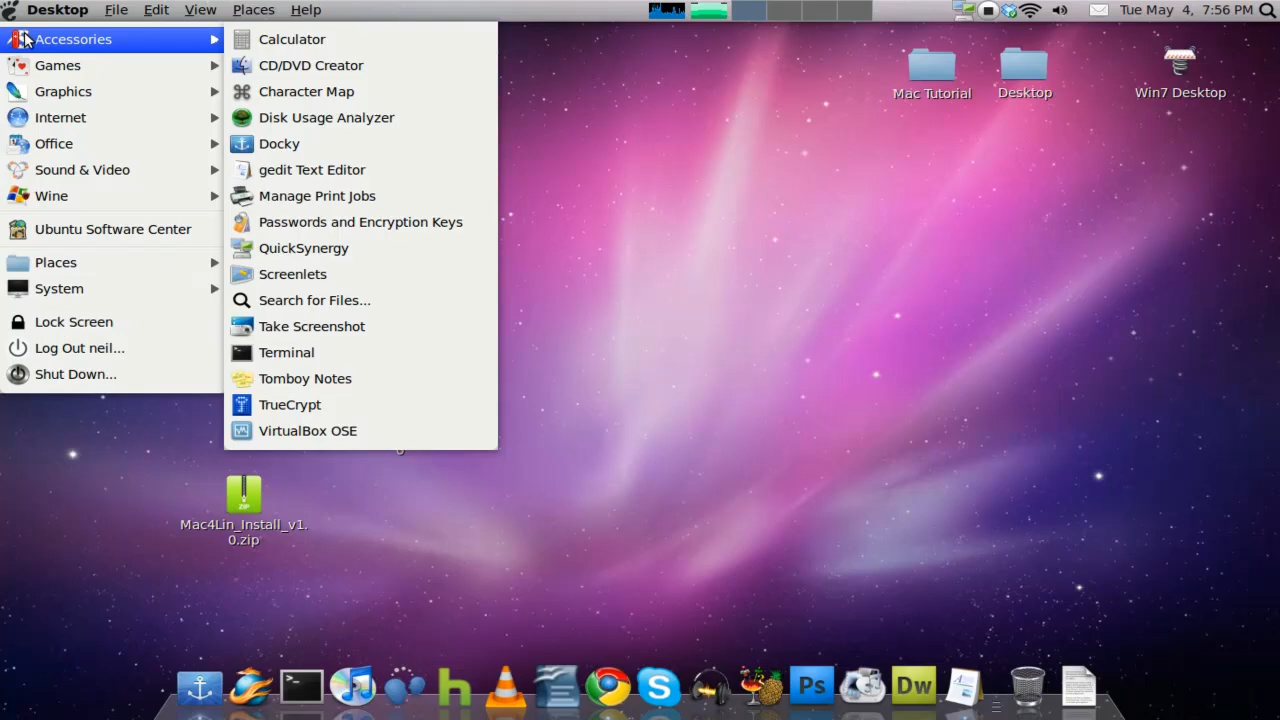 Desktop File Edit View Places Help Tue May 4, 7:56 PM
Accessories
Games
Graphics
Internet
Office
Sound & Video
Wine
Ubuntu Software Center
Places
System
Lock Screen
Log Out neil...
Shut Down...
Calculator
CD/DVD Creator
Character Map
Disk Usage Analyzer
Docky
gedit Text Editor
Manage Print Jobs
Passwords and Encryption Keys
QuickSynergy
Screenlets
Search for Files...
Take Screenshot
Terminal
Tomboy Notes
TrueCrypt
VirtualBox OSE
Mac Tutorial
Desktop
Win7 Desktop
0
ZIP
Mac4Lin_Install_v1.
0.zip
h
S
Ps
Dw